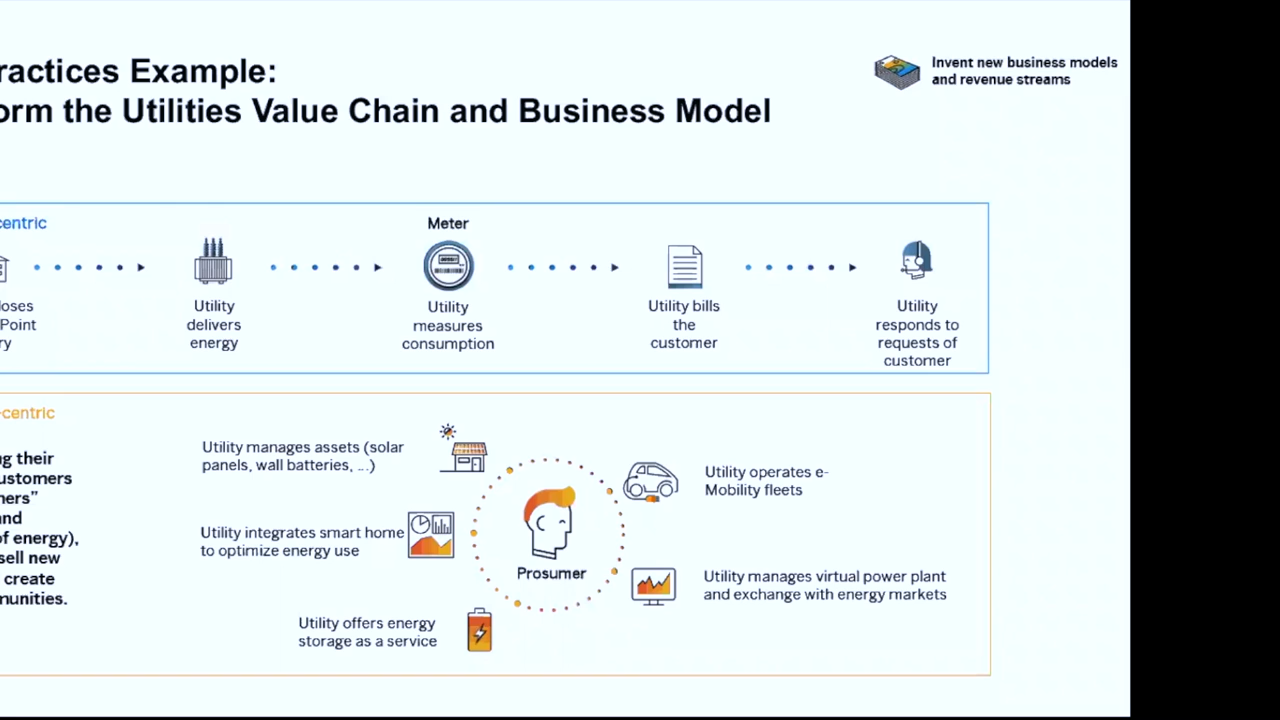 ractices Example:
orm the Utilities Value Chain and Business Model
Invent new business models
and revenue streams
centric
Meter
loses
Point
ry
Utility
delivers
energy
Utility
measures
consumption
Utility bills
the
customer
Utility
responds to
requests of
customer
-centric
ng their
ustomers
ners”
nd
of energy),
sell new
create
nunities.
Utility manages assets (solar
panels, wall batteries, ...)
Utility integrates smart home
to optimize energy use
Utility offers energy
storage as a service
Prosumer
Utility operates e-
Mobility fleets
Utility manages virtual power plant
and exchange with energy markets